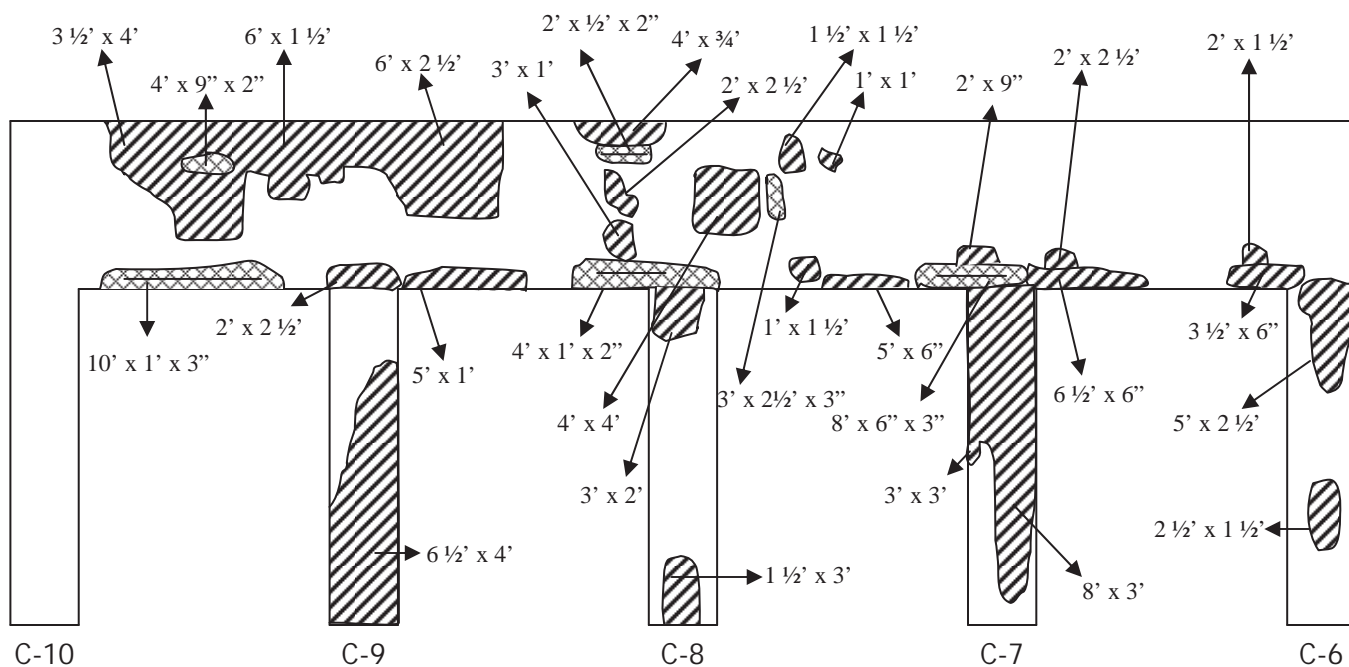 3 ½’ x 4’
6’ x 1 ½’
2’ x ½’ x 2”
4’ x ¾’
1 ½’ x 1 ½’
2’ x 1 ½’
4’ x 9” x 2”
6’ x 2 ½’
3’ x 1’
2’ x 2 ½’
1’ x 1’
2’ x 9”
2’ x 2 ½’
10’ x 1’ x 3”
2’ x 2 ½’
5’ x 1’
4’ x 1’ x 2”
4’ x 4’
3’ x 2½’ x 3”
1’ x 1 ½’
5’ x 6”
8’ x 6” x 3”
6 ½’ x 6”
3 ½’ x 6”
5’ x 2 ½’
3’ x 2’
3’ x 3’
2 ½’ x 1 ½’
6 ½’ x 4’
1 ½’ x 3’
8’ x 3’
C-10
C-9
C-8
C-7
C-6